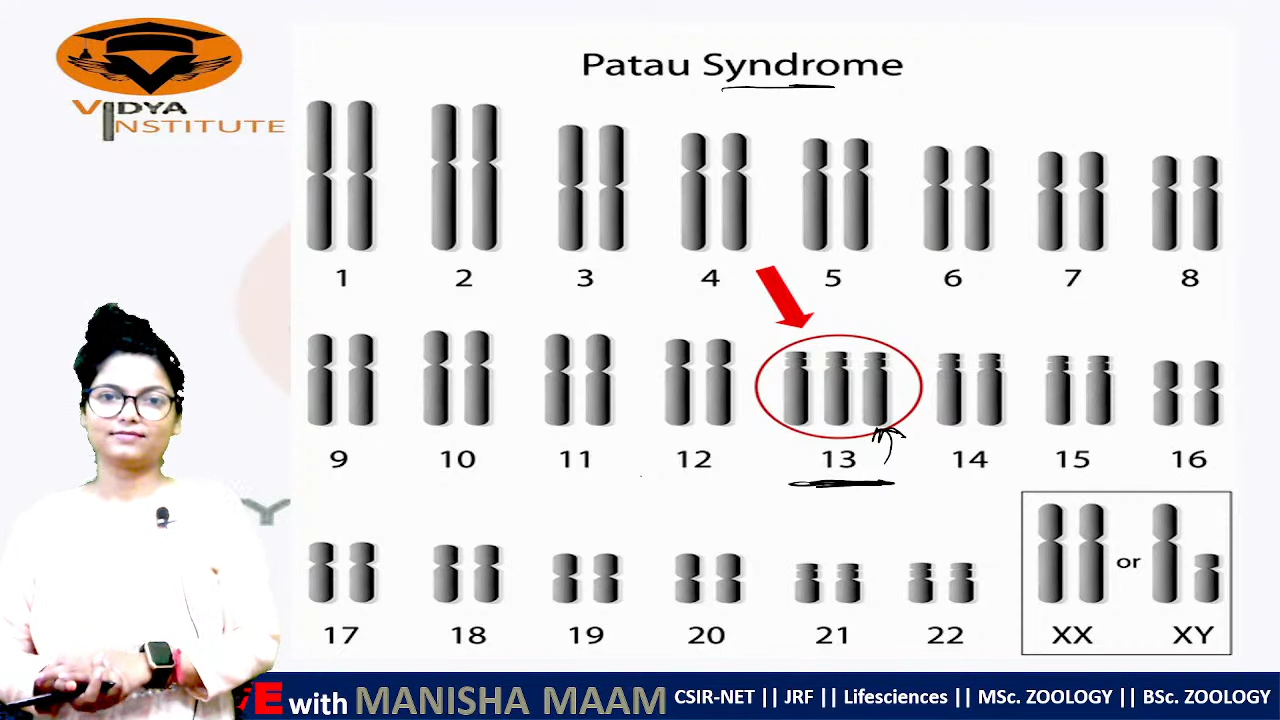 VIDYA
INSTITUTE
Patau Syndrome
1 2 3 4 5 6 7 8
9 10 11 12 13 14 15 16
or
17 18 19 20 21 22 XX XY
iE with MANISHA MAAM CSIR-NET || JRF || Lifesciences || MSc. ZOOLOGY || BSc. ZOOLOGY